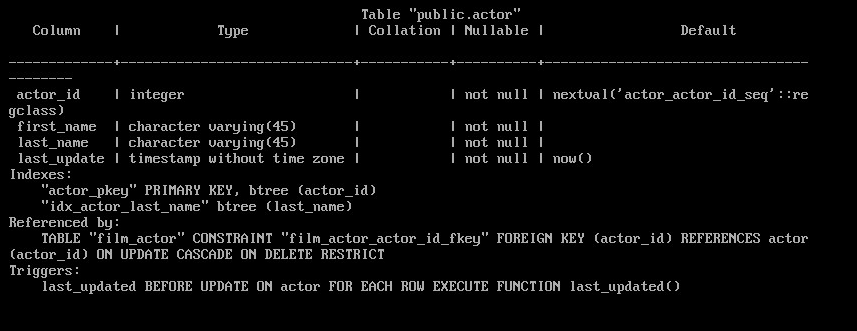 Table "public.actor"
   Column    |            Type             | Collation | Nullable |                 Default
-------------+-----------------------------+-----------+----------+---------------------------------
--------
 actor_id    | integer                     |           | not null | nextval('actor_actor_id_seq'::re
gclass)
 first_name  | character varying(45)       |           | not null |
 last_name   | character varying(45)       |           | not null |
 last_update | timestamp without time zone |           | not null | now()
Indexes:
    "actor_pkey" PRIMARY KEY, btree (actor_id)
    "idx_actor_last_name" btree (last_name)
Referenced by:
    TABLE "film_actor" CONSTRAINT "film_actor_actor_id_fkey" FOREIGN KEY (actor_id) REFERENCES actor
(actor_id) ON UPDATE CASCADE ON DELETE RESTRICT
Triggers:
    last_updated BEFORE UPDATE ON actor FOR EACH ROW EXECUTE FUNCTION last_updated()